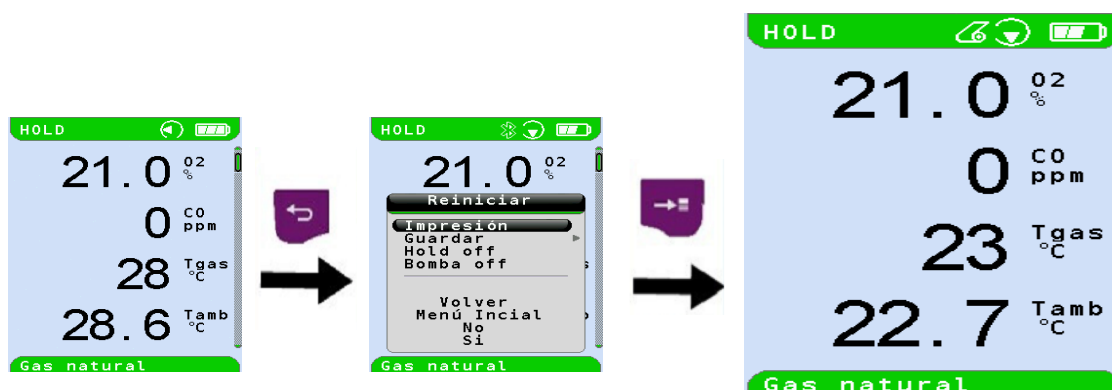 HOLD
21.0 O2 %
0 CO ppm
28 Tgas °C
28.6 Tamb °C
Gas natural
HOLD
21.0 O2 %
Reiniciar
Impresión
Guardar
Hold off
Bomba off
Volver
Menú Incial
No
Si
Gas natural
HOLD
21.0 O2 %
0 CO ppm
23 Tgas °C
22.7 Tamb °C
Gas natural